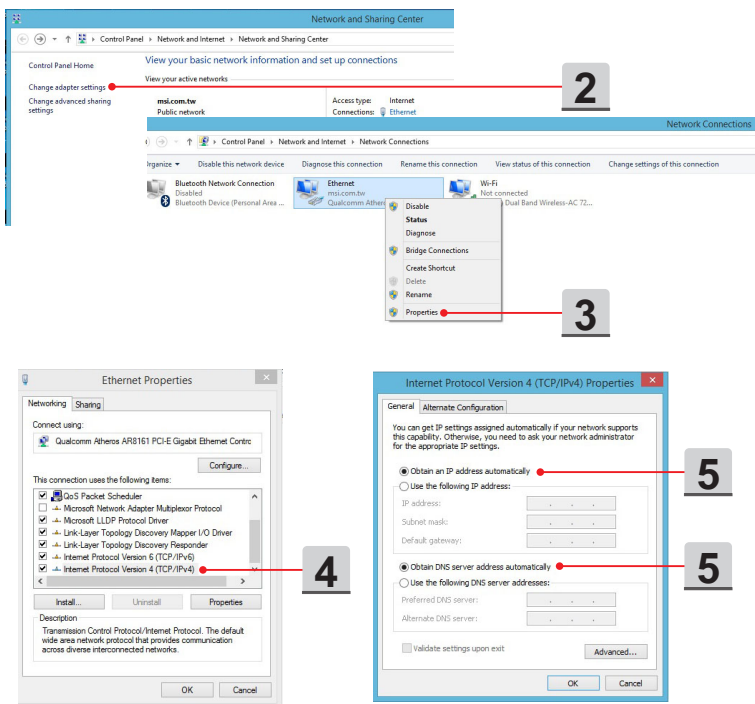 Network and Sharing Center
Control Panel Network and Internet Network and Sharing Center
Control Panel Home
Change adapter settings
Change advanced sharing
settings
View your basic network information and set up connections
View your active networks
msi.com.tw
Public network
Access type: Internet
Connections: Ethernet
2
Network Connections
Control Panel Network and Internet Network Connections
rganize Disable this network device Diagnose this connection Rename this connection View status of this connection Change settings of this connection
Bluetooth Network Connection
Disabled
Bluetooth Device (Personal Area ...
Ethernet
msi.com.tw
Qualcomm Ather
Wi-Fi
Not connected
Dual Band Wireless-AC 72...
Disable
Status
Diagnose
Bridge Connections
Create Shortcut
Delete
Rename
Properties
3
Ethernet Properties
Networking Sharing
Connect using:
Qualcomm Atheros AR8161 PCI-E Gigabit Ethernet Contrc
Configure...
This connection uses the following items:
QoS Packet Scheduler
Microsoft Network Adapter Multiplexor Protocol
Microsoft LLDP Protocol Driver
Link-Layer Topology Discovery Mapper I/O Driver
Link-Layer Topology Discovery Responder
Internet Protocol Version 6 (TCP/IPv6)
Internet Protocol Version 4 (TCP/IPv4)
4
Install... Uninstall Properties
Description
Transmission Control Protocol/Internet Protocol. The default
wide area network protocol that provides communication
across diverse interconnected networks.
OK Cancel
Internet Protocol Version 4 (TCP/IPv4) Properties
General Alternate Configuration
You can get IP settings assigned automatically if your network supports
this capability. Otherwise, you need to ask your network administrator
for the appropriate IP settings.
Obtain an IP address automatically
5
Use the following IP address:
IP address:
Subnet mask:
Default gateway:
Obtain DNS server address automatically
5
Use the following DNS server addresses:
Preferred DNS server:
Alternate DNS server:
Validate settings upon exit
Advanced...
OK Cancel